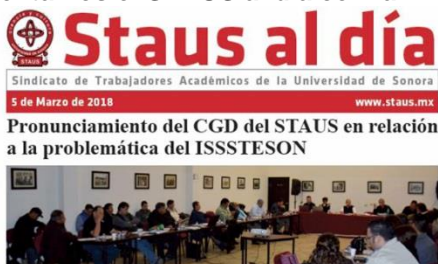 Staus al día
STAUS
Sindicato de Trabajadores Académicos de la Universidad de Sonora
5 de Marzo de 2018
www.staus.mx
Pronunciamiento del CGD del STAUS en relación
a la problemática del ISSSTESON